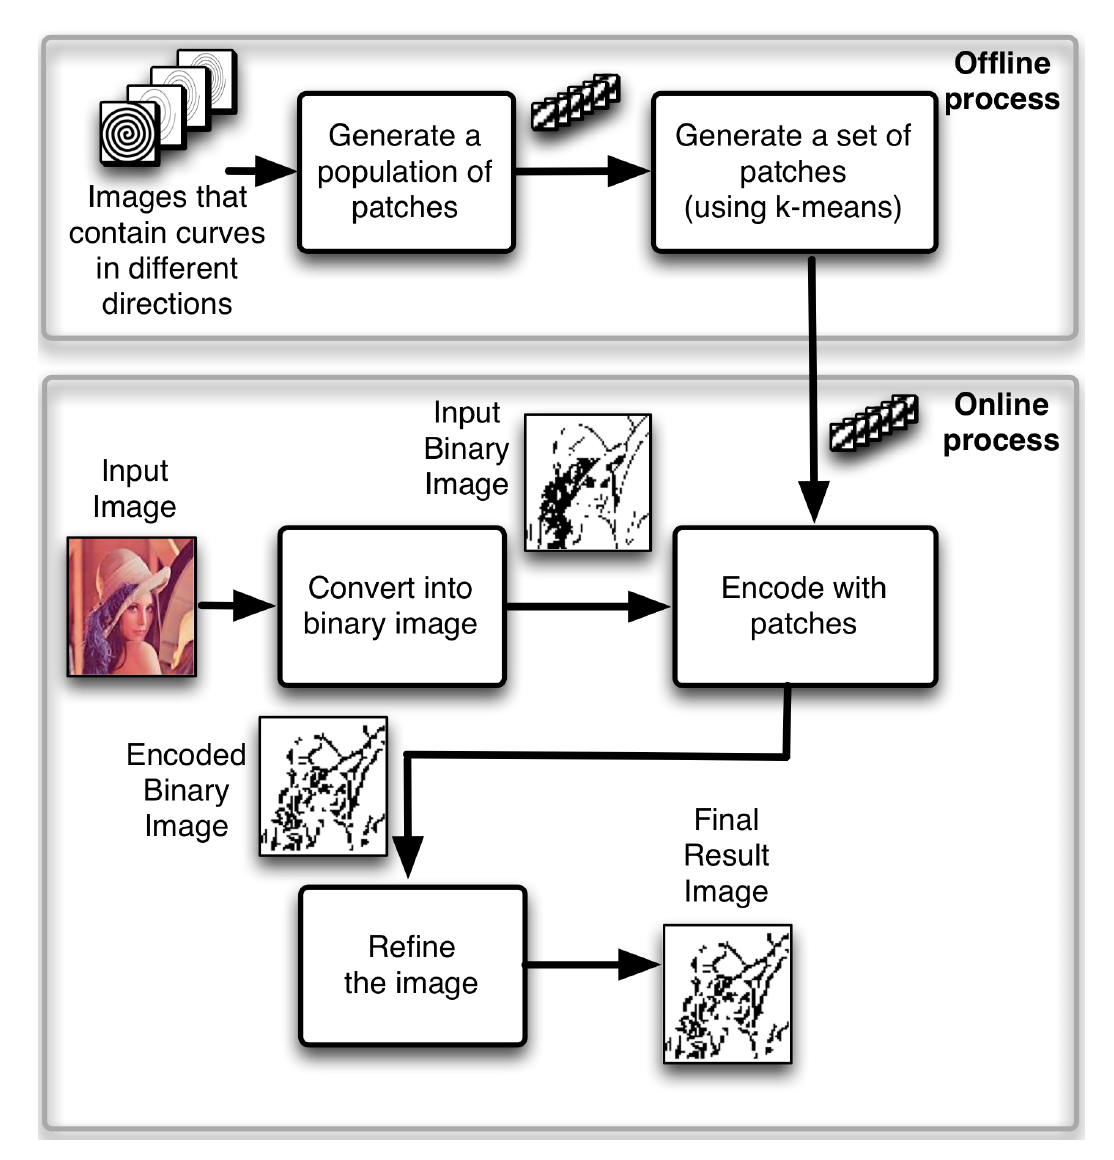 Offline
process
Images that
contain curves
in different
directions
Generate a
population of
patches
Generate a set of
patches
(using k-means)
Online
process
Input
Image
Convert into
binary image
Input
Binary
Image
Encode with
patches
Encoded
Binary
Image
Refine
the image
Final
Result
Image